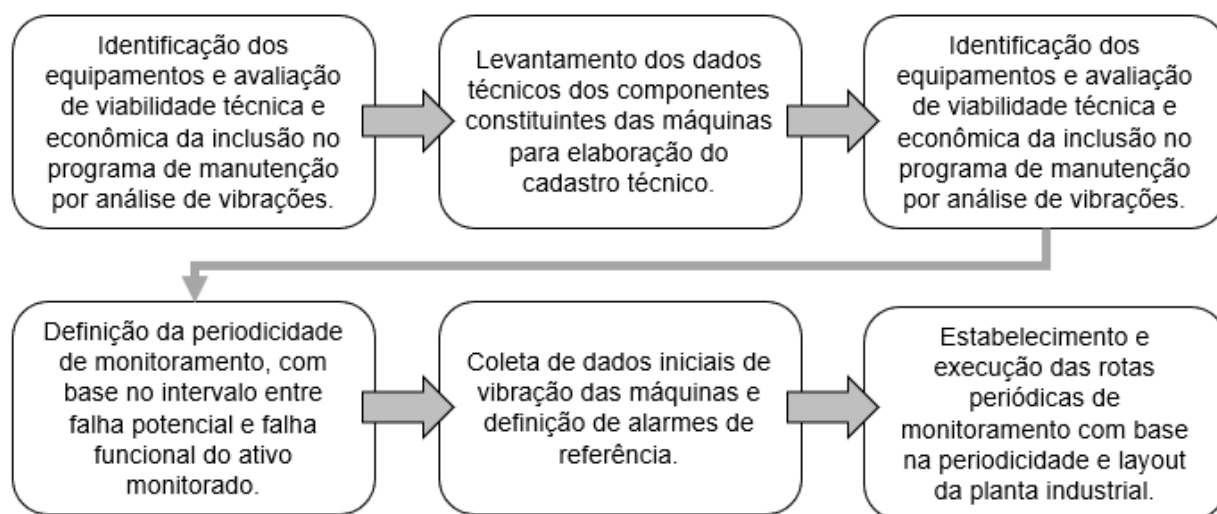 Identificação dos
equipamentos e avaliação
de viabilidade técnica e
econômica da inclusão no
programa de manutenção
por análise de vibrações.
Levantamento dos dados
técnicos dos componentes
constituintes das máquinas
para elaboração do
cadastro técnico.
Identificação dos
equipamentos e avaliação
de viabilidade técnica e
econômica da inclusão no
programa de manutenção
por análise de vibrações.
Definição da periodicidade
de monitoramento, com
base no intervalo entre
falha potencial e falha
funcional do ativo
monitorado.
Coleta de dados iniciais de
vibração das máquinas e
definição de alarmes de
referência.
Estabelecimento e
execução das rotas
periódicas de
monitoramento com base
na periodicidade e layout
da planta industrial.